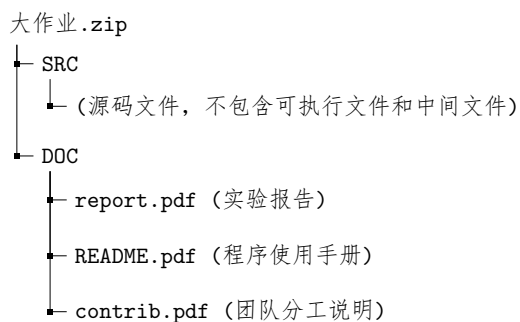 大作业.zip
SRC
(源码文件, 不包含可执行文件和中间文件)
DOC
report.pdf (实验报告)
README.pdf (程序使用手册)
contrib.pdf (团队分工说明)